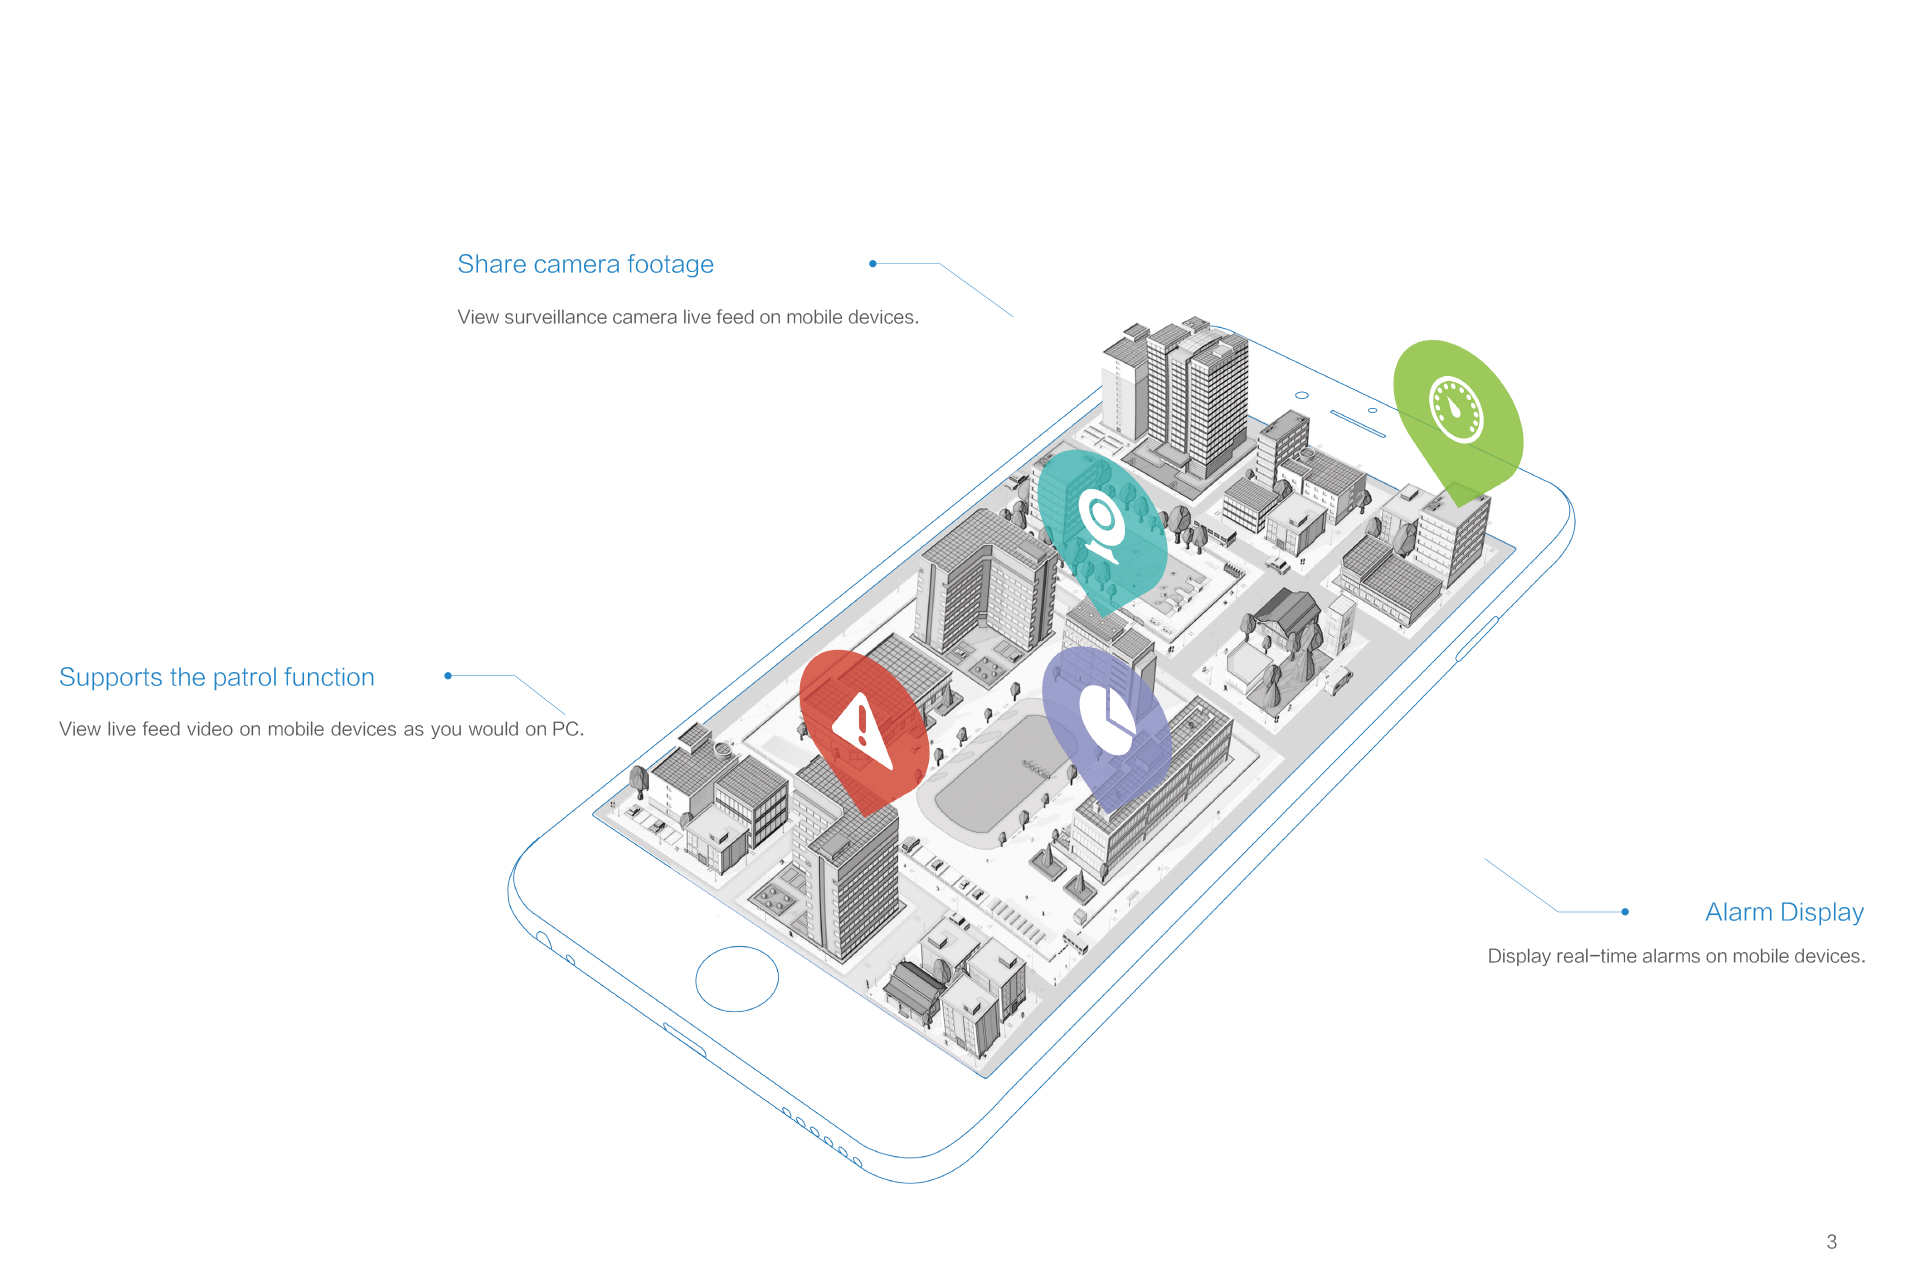 Share camera footage
View surveillance camera live feed on mobile devices.
Supports the patrol function
View live feed video on mobile devices as you would on PC.
Alarm Display
Display real-time alarms on mobile devices.
3